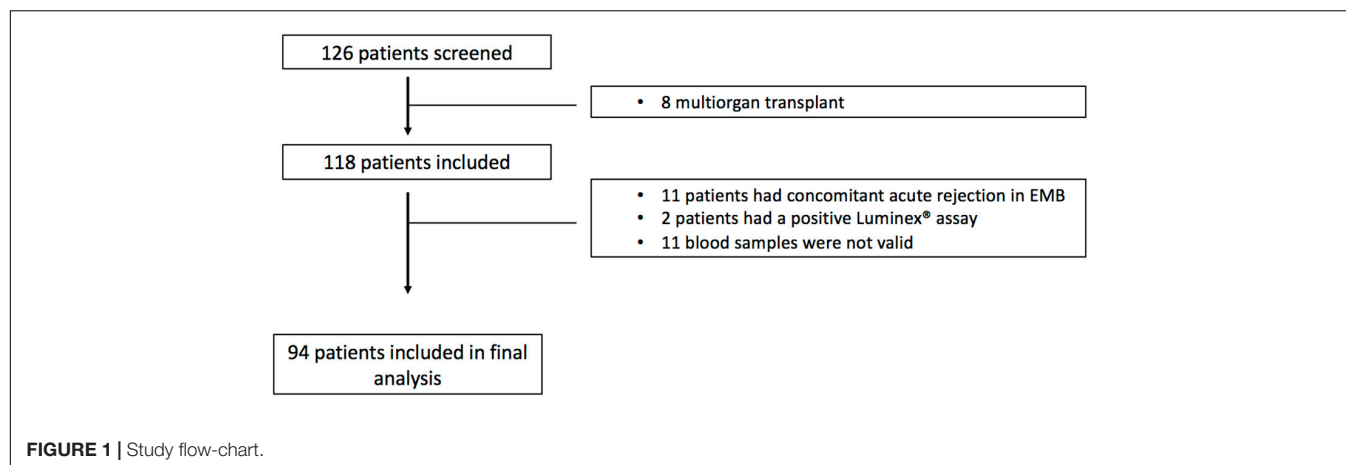 126 patients screened
• 8 multiorgan transplant
118 patients included
• 11 patients had concomitant acute rejection in EMB
• 2 patients had a positive Luminex® assay
• 11 blood samples were not valid
94 patients included in final
analysis
FIGURE 1 | Study flow-chart.